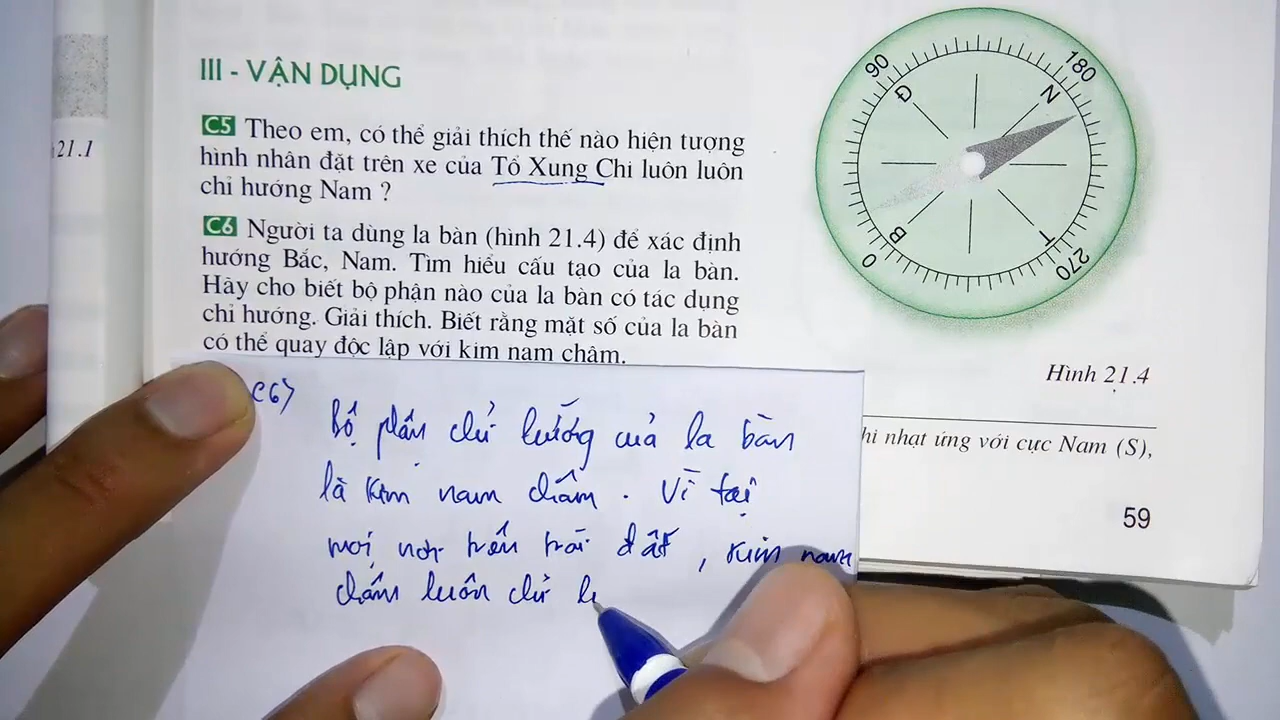 III - VẬN DỤNG
C5 Theo em, có thể giải thích thế nào hiện tượng
hình nhân đặt trên xe của Tổ Xung Chi luôn luôn
chỉ hướng Nam ?
C6 Người ta dùng la bàn (hình 21.4) để xác định
hướng Bắc, Nam. Tìm hiểu cấu tạo của la bàn.
Hãy cho biết bộ phận nào của la bàn có tác dụng
chỉ hướng. Giải thích. Biết rằng mặt số của la bàn
có thể quay độc lập với kim nam châm.
21.1
90
180
Đ
N
B
T
0
270
Hình 21.4
hi nhạt ứng với cực Nam (S),
59
C6)
Bộ phận chỉ hướng của la bàn
là kim nam châm . Vì tại
mọi nơi trên trái đất , kim nam
châm luôn chỉ h